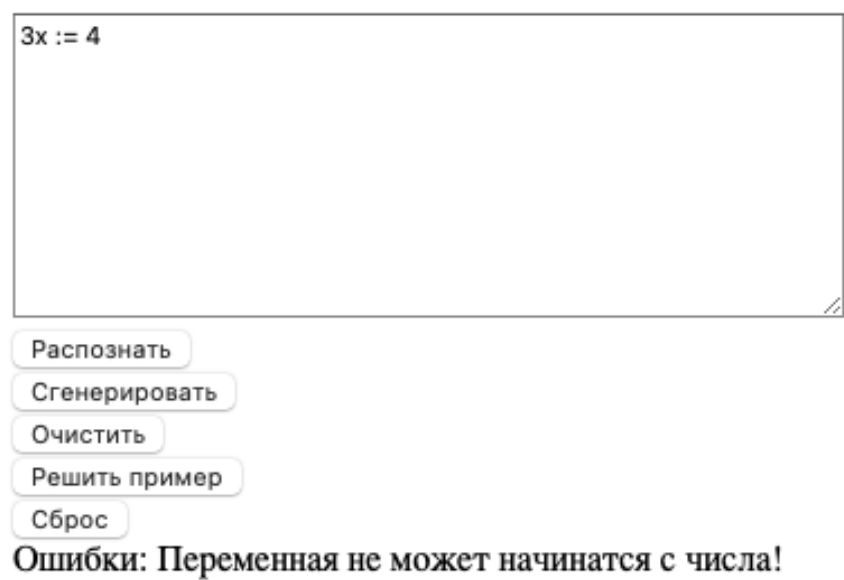 3x := 4
Распознать
Сгенерировать
Очистить
Решить пример
Сброс
Ошибки: Переменная не может начинатся с числа!